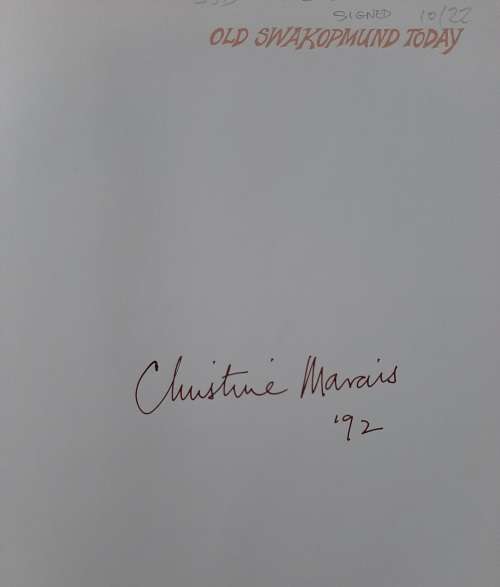 SIGNED 10/22
OLD SWAKOPMUND TODAY
Christine Marais
'92